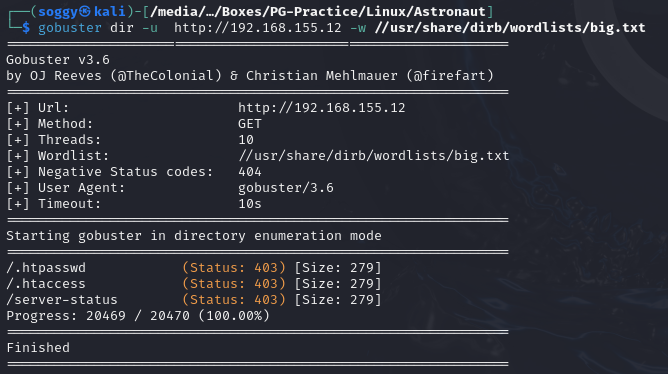 ┌──(soggy㉿kali)-[/media/…/Boxes/PG-Practice/Linux/Astronaut]
└─$ gobuster dir -u  http://192.168.155.12 -w //usr/share/dirb/wordlists/big.txt
===============================================================
Gobuster v3.6
by OJ Reeves (@TheColonial) & Christian Mehlmauer (@firefart)
===============================================================
[+] Url:                     http://192.168.155.12
[+] Method:                  GET
[+] Threads:                 10
[+] Wordlist:                //usr/share/dirb/wordlists/big.txt
[+] Negative Status codes:   404
[+] User Agent:              gobuster/3.6
[+] Timeout:                 10s
===============================================================
Starting gobuster in directory enumeration mode
===============================================================
/.htpasswd            (Status: 403) [Size: 279]
/.htaccess            (Status: 403) [Size: 279]
/server-status        (Status: 403) [Size: 279]
Progress: 20469 / 20470 (100.00%)
===============================================================
Finished
===============================================================